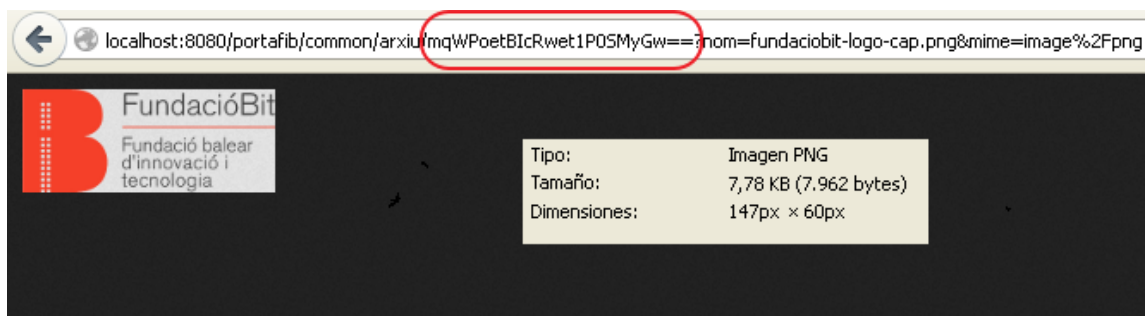 localhost:8080/portafib/common/arxiu/mqWPoetBIcRwet1P0SMyGw==?nom=fundaciobit-logo-cap.png&mime=image%2Fpng
FundacióBit
Fundació balear
d'innovació i
tecnologia
Tipo: Imagen PNG
Tamaño: 7,78 KB (7.962 bytes)
Dimensiones: 147px × 60px